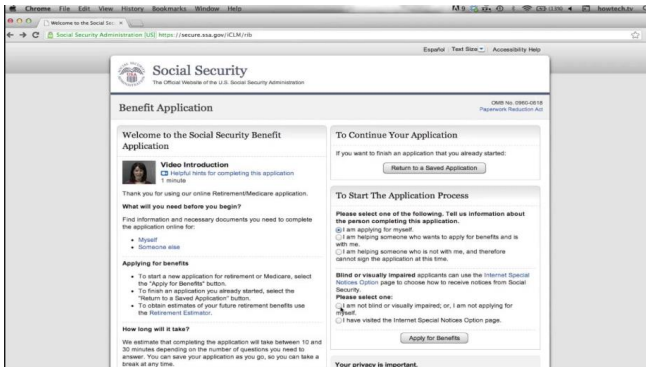 Chrome File Edit View History Bookmarks Window Help
(13%) howtech.tv
Welcome to the Social Sec
Social Security Administration [US] https://secure.ssa.gov/iCLM/rib
Español Text Size Accessibility Help
Social Security
The Official Website of the U.S. Social Security Administration
Benefit Application
OMB No. 0960-0618
Paperwork Reduction Act
Welcome to the Social Security Benefit
Application
Video Introduction
Helpful hints for completing this application
1 minute
Thank you for using our online Retirement/Medicare application.
What will you need before you begin?
Find information and necessary documents you need to complete
the application online for:
• Myself
• Someone else
Applying for benefits
• To start a new application for retirement or Medicare, select
the "Apply for Benefits" button.
• To finish an application you already started, select the
"Return to a Saved Application" button.
• To obtain estimates of your future retirement benefits use
the Retirement Estimator.
How long will it take?
We estimate that completing the application will take between 10 and
30 minutes depending on the number of questions you need to
answer. You can save your application as you go, so you can take a
break at any time.
To Continue Your Application
If you want to finish an application that you already started:
Return to a Saved Application
To Start The Application Process
Please select one of the following. Tell us information about
the person completing this application.
I am applying for myself.
I am helping someone who wants to apply for benefits and is
with me.
I am helping someone who is not with me, and therefore
cannot sign the application at this time.
Blind or visually impaired applicants can use the Internet Special
Notices Option page to choose how to receive notices from Social
Security.
Please select one:
I am not blind or visually impaired; or, I am not applying for
myself.
I have visited the Internet Special Notices Option page.
Apply for Benefits
Your privacy is important.